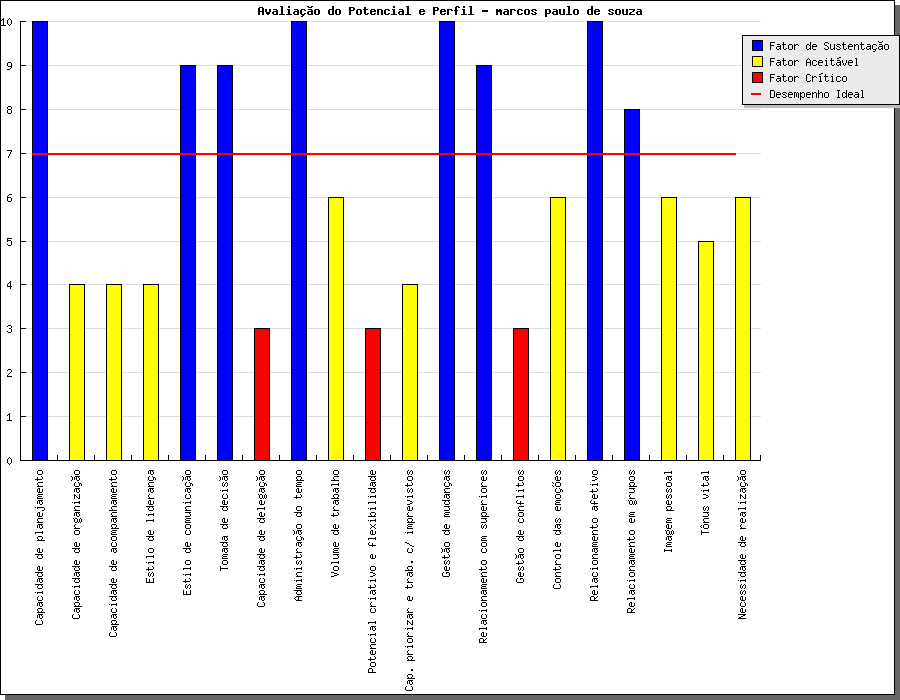 Avaliação do Potencial e Perfil - marcos paulo de souza
Fator de Sustentação
Fator Aceitável
Fator Crítico
Desempenho Ideal
10
9
8
7
6
5
4
3
2
1
0
Capacidade de planejamento
Capacidade de organização
Capacidade de acompanhamento
Estilo de liderança
Estilo de comunicação
Tomada de decisão
Capacidade de delegação
Administração do tempo
Volume de trabalho
Potencial criativo e flexibilidade
Cap. priorizar e trab. c/ imprevistos
Gestão de mudanças
Relacionamento com superiores
Gestão de conflitos
Controle das emoções
Relacionamento afetivo
Relacionamento em grupos
Imagem pessoal
Tônus vital
Necessidade de realização